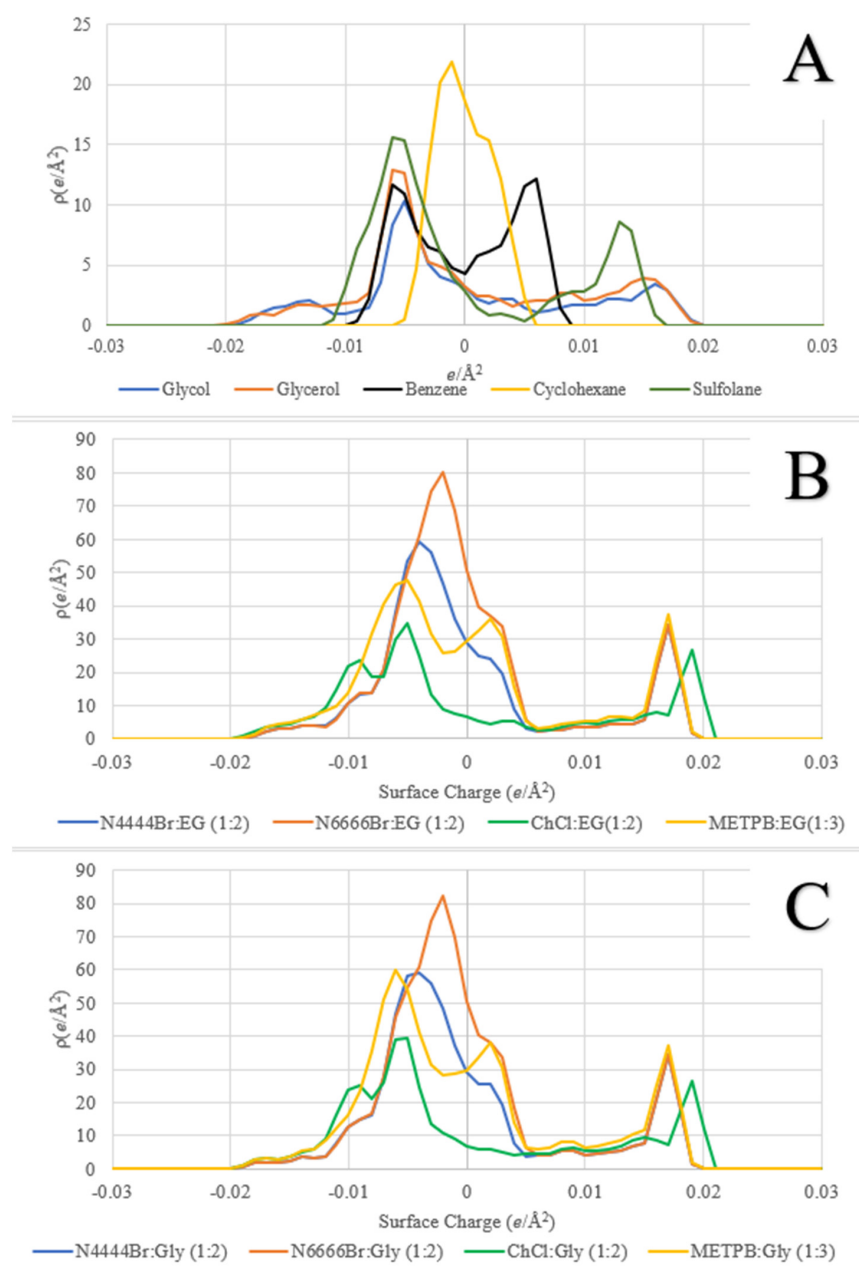 A
25
20
15
10
5
0
ρ(e/Å²)
-0.03 -0.02 -0.01 0 0.01 0.02 0.03
e/Å²
Glycol Glycerol Benzene Cyclohexane Sulfolane
B
90
80
70
60
50
40
30
20
10
0
ρ(e/Å²)
-0.03 -0.02 -0.01 0 0.01 0.02 0.03
Surface Charge (e/Å²)
N4444Br:EG (1:2) N6666Br:EG (1:2) ChCl:EG(1:2) METPB:EG(1:3)
C
90
80
70
60
50
40
30
20
10
0
ρ(e/Å²)
-0.03 -0.02 -0.01 0 0.01 0.02 0.03
Surface Charge (e/Å²)
N4444Br:Gly (1:2) N6666Br:Gly (1:2) ChCl:Gly (1:2) METPB:Gly (1:3)